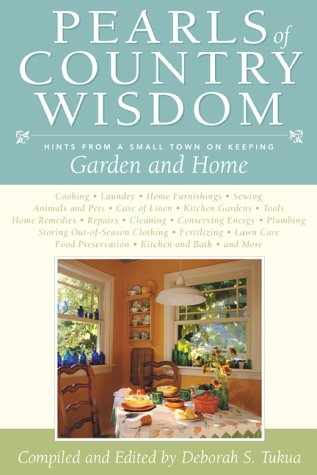 PEARLS of
COUNTRY
WISDOM
HINTS FROM A SMALL TOWN ON KEEPING
Garden and Home
Cooking • Laundry • Home Furnishings • Sewing
Animals and Pets • Care of Linen • Kitchen Gardens • Tools
Home Remedies • Repairs • Cleaning • Conserving Energy • Plumbing
Storing Out-of-Season Clothing • Fertilizing • Lawn Care
Food Preservation • Kitchen and Bath • and More
Compiled and Edited by Deborah S. Tukua